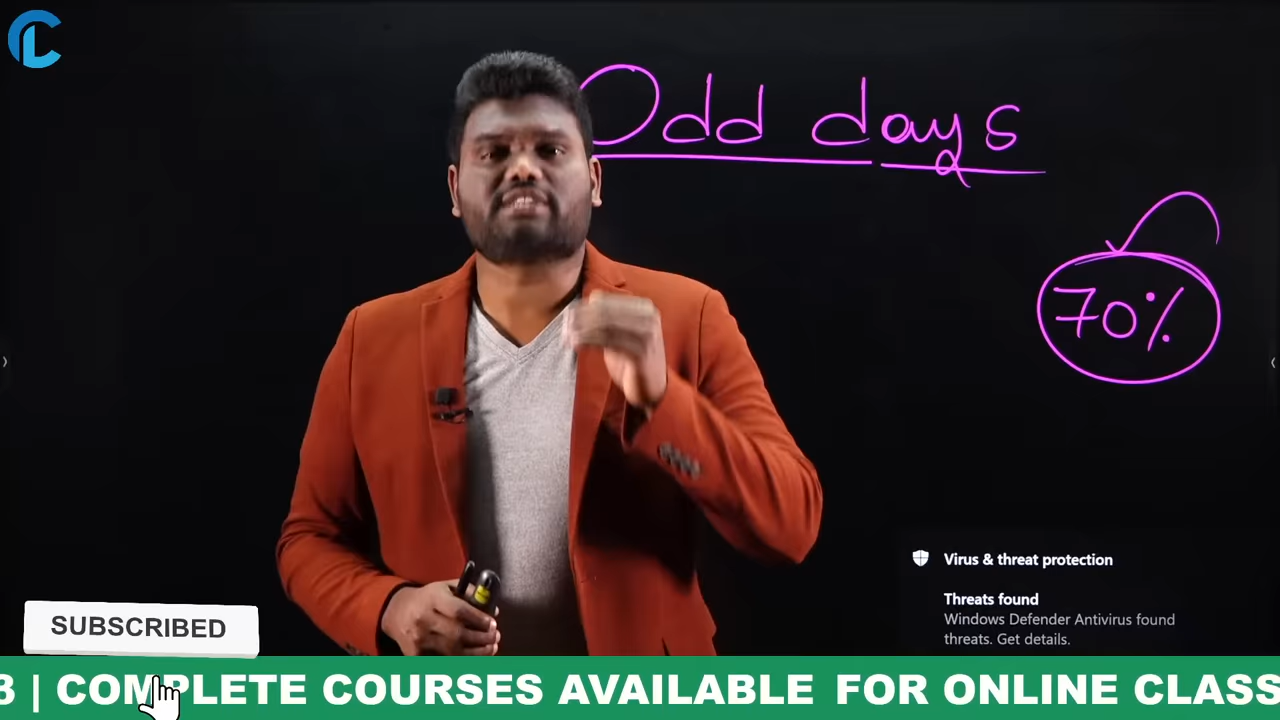 Odd days
70%
Virus & threat protection
Threats found
Windows Defender Antivirus found
threats. Get details.
SUBSCRIBED
3 | COMPLETE COURSES AVAILABLE FOR ONLINE CLASS